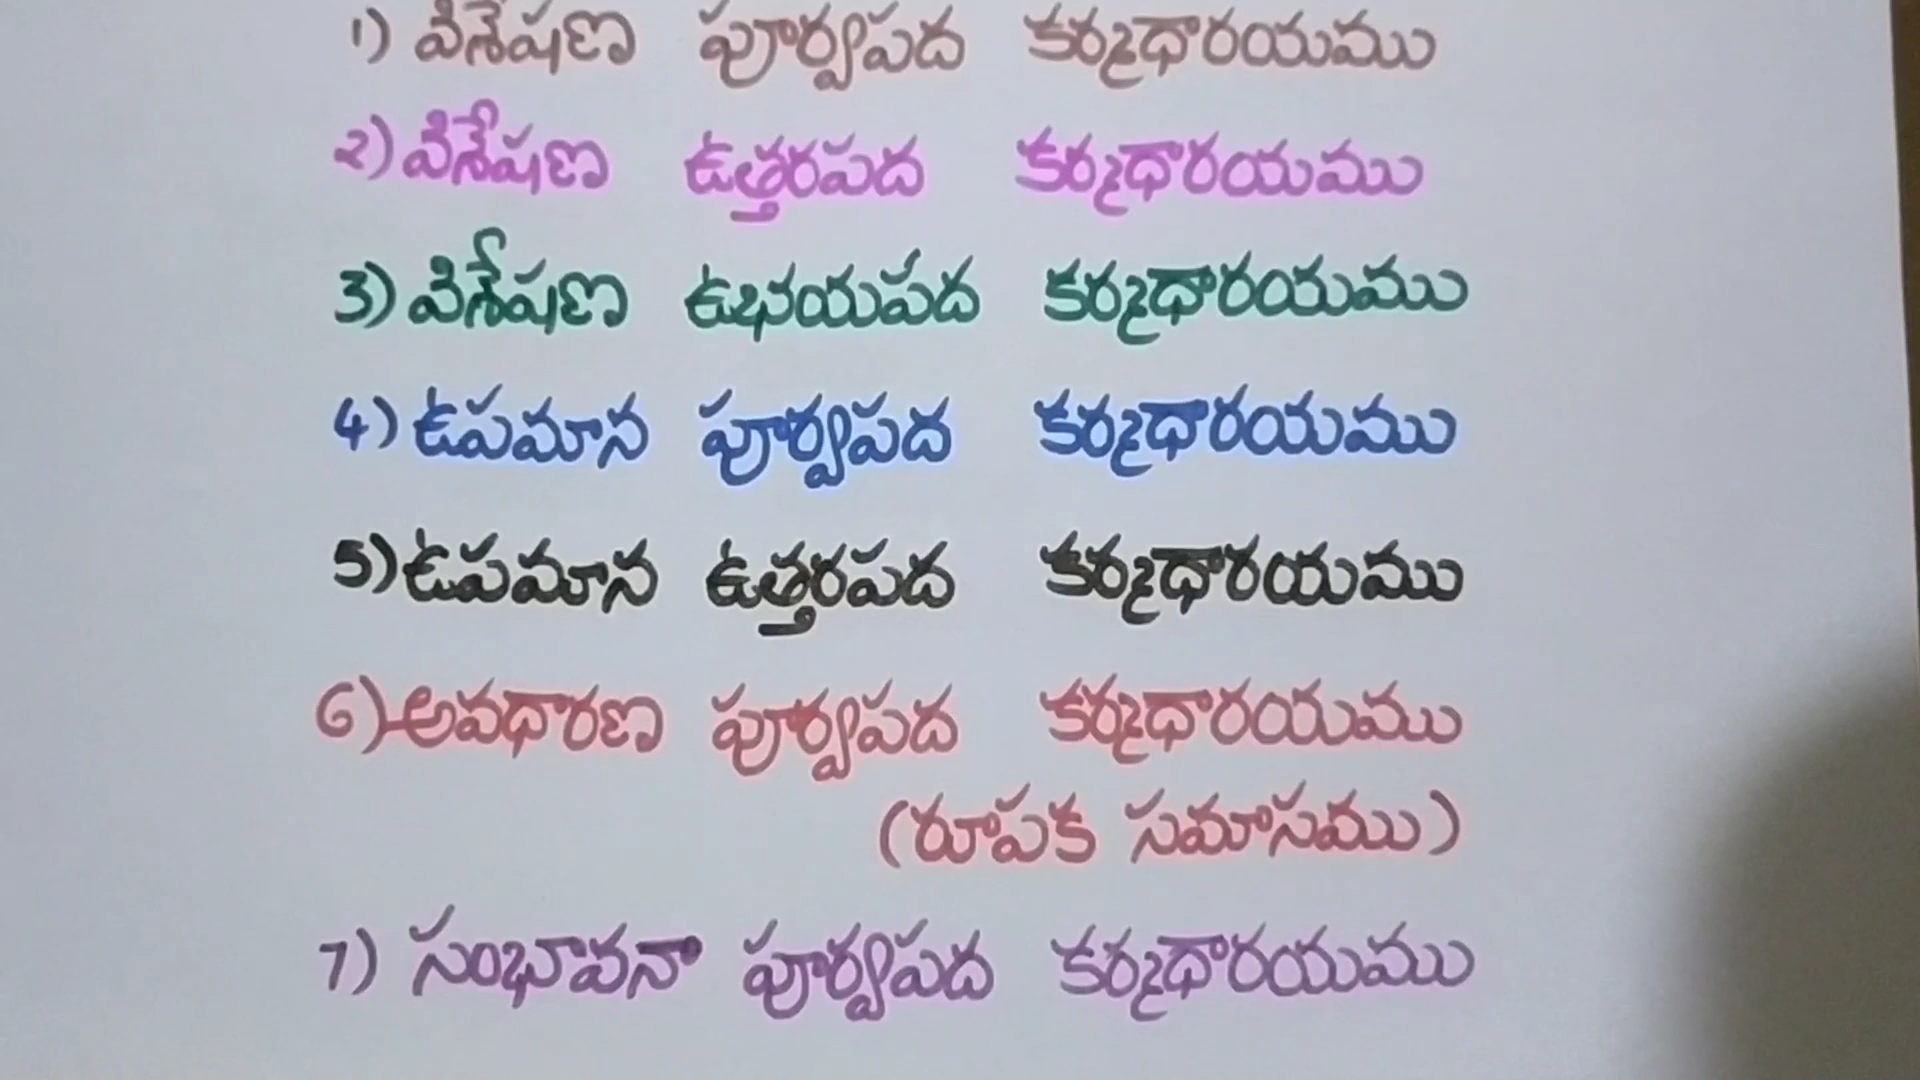 1) విశేషణ పూర్వపద కర్మధారయము
2) విశేషణ ఉత్తరపద కర్మధారయము
3) విశేషణ ఉభయపద కర్మధారయము
4) ఉపమాన పూర్వపద కర్మధారయము
5) ఉపమాన ఉత్తరపద కర్మధారయము
6) అవధారణ పూర్వపద కర్మధారయము
(రూపక సమాసము)
7) సంభావనా పూర్వపద కర్మధారయము